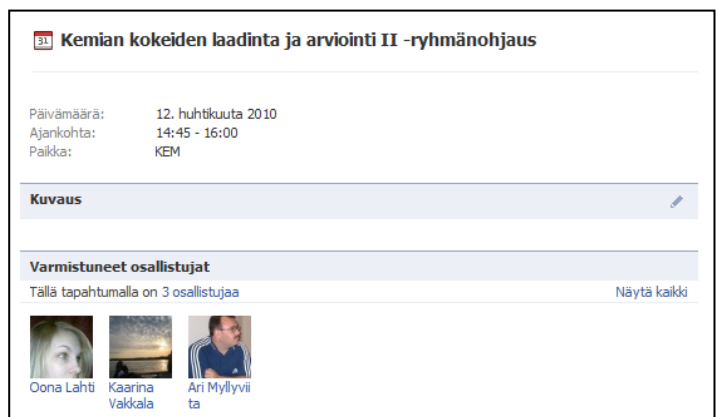 31 Kemian kokeiden laadinta ja arviointi II -ryhmänohjaus
Päivämäärä: 12. huhtikuuta 2010
Ajankohta: 14:45 - 16:00
Paikka: KEM
Kuvaus
Varmistuneet osallistujat
Tällä tapahtumalla on 3 osallistujaa Näytä kaikki
Oona Lahti Kaarina Ari Myllyvii
Vakkala ta